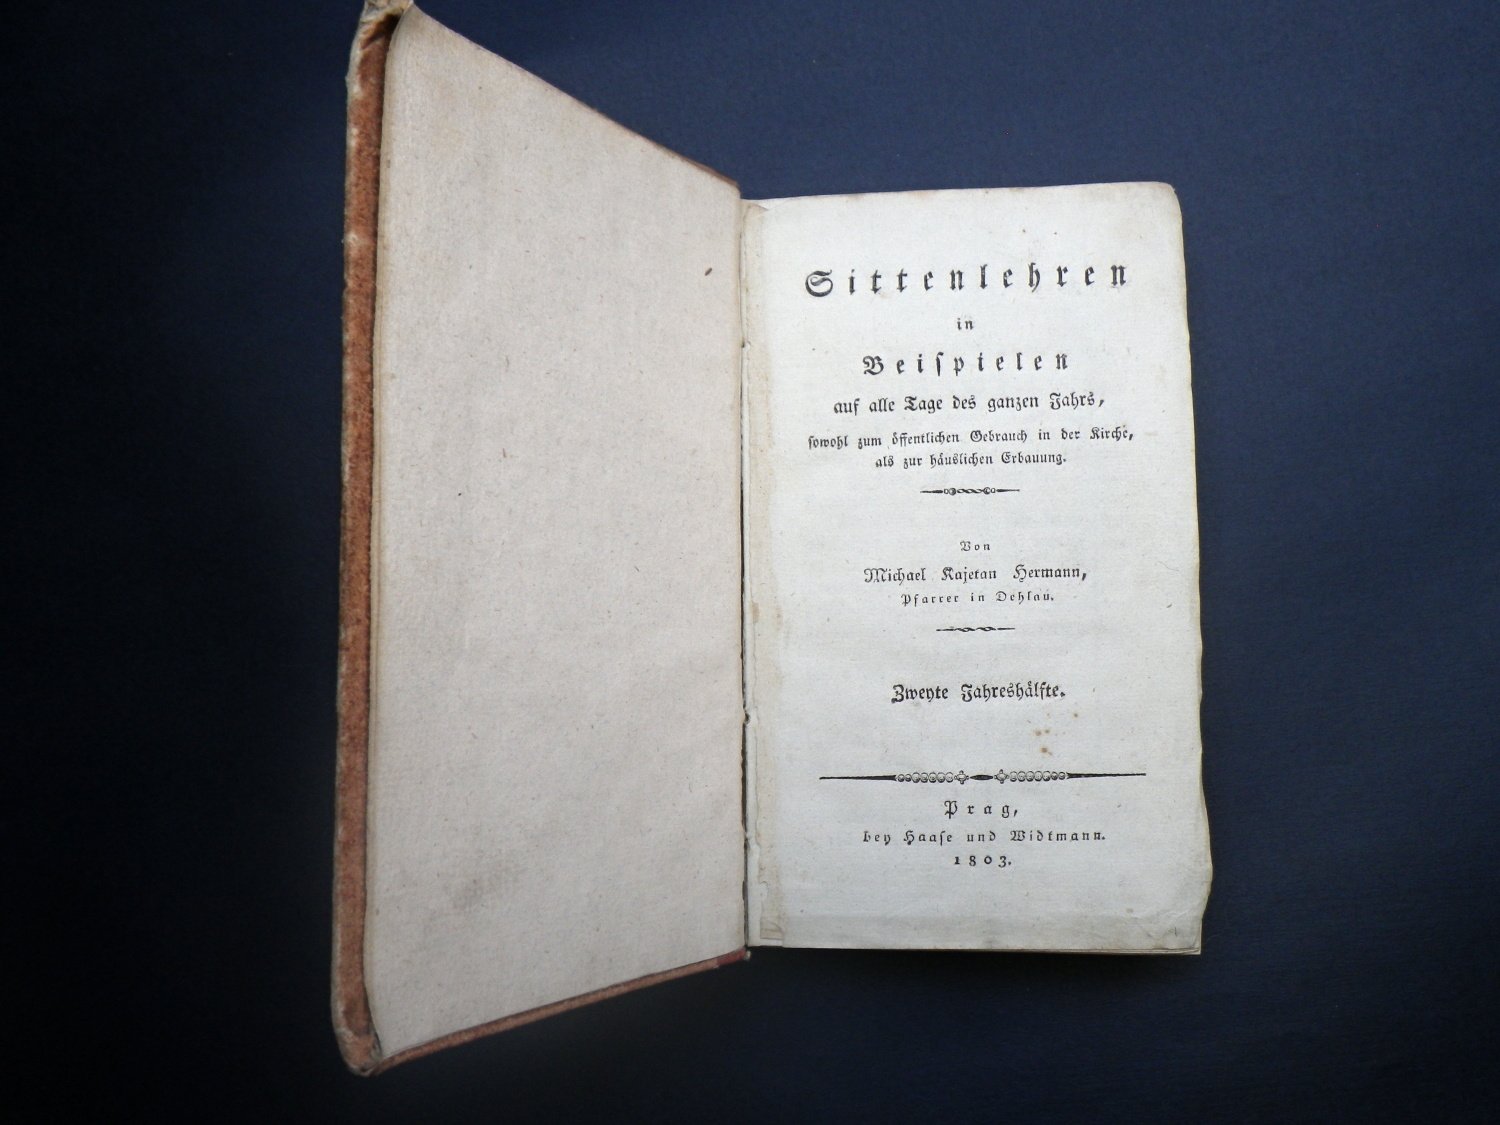 Sittenlehren
in
Beiſpielen
auf alle Tage des ganzen Jahrs,
ſowohl zum öffentlichen Gebrauch in der Kirche,
als zur häuslichen Erbauung.
Von
Michael Kajetan Hermann,
Pfarrer in Dehlau.
Zweyte Jahreshälfte.
Prag,
bey Haaſe und Widtmann.
1803.